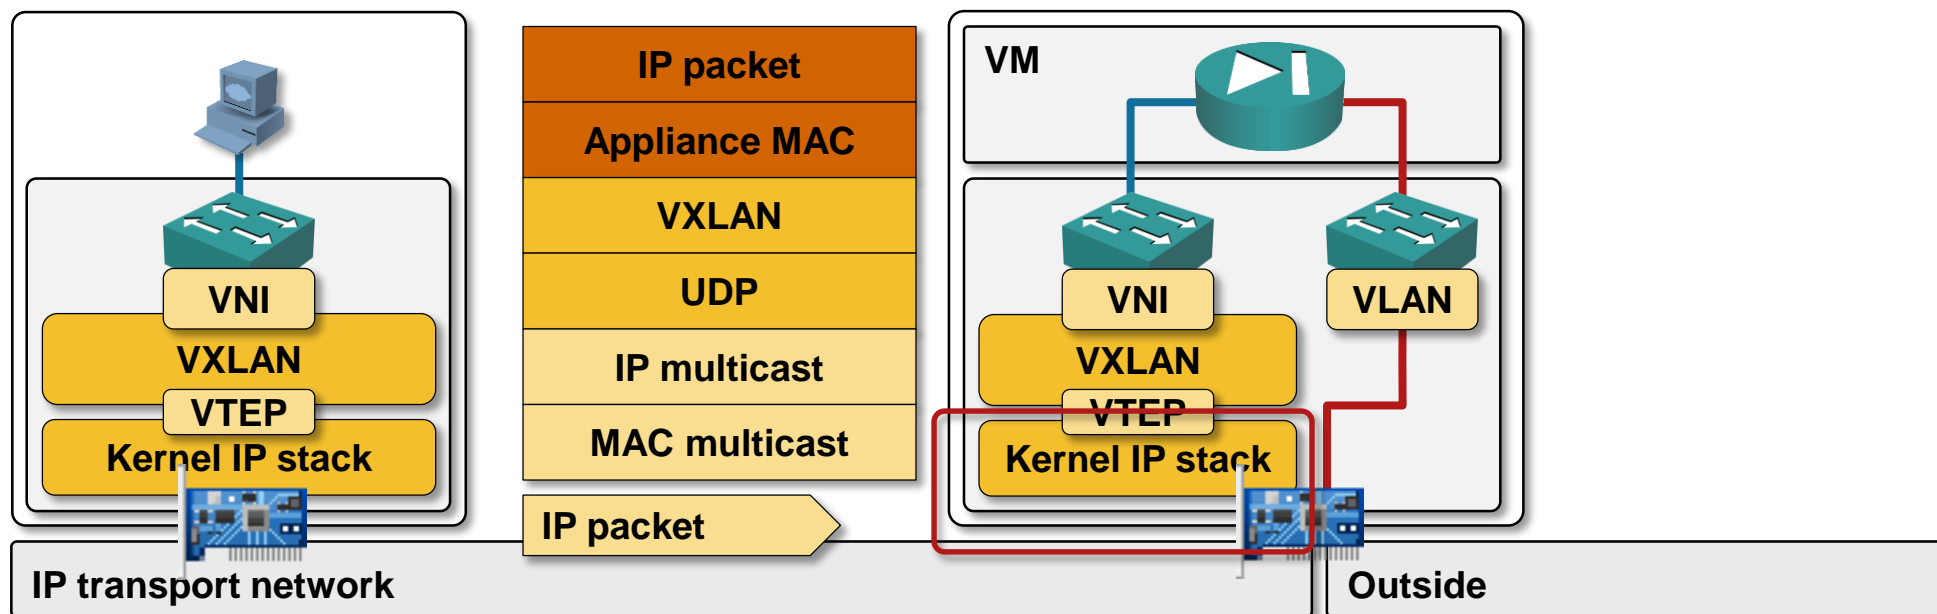 VNI
VXLAN
VTEP
Kernel IP stack
IP packet
Appliance MAC
VXLAN
UDP
IP multicast
MAC multicast
IP packet
VM
VNI
VLAN
VXLAN
VTEP
Kernel IP stack
IP transport network
Outside